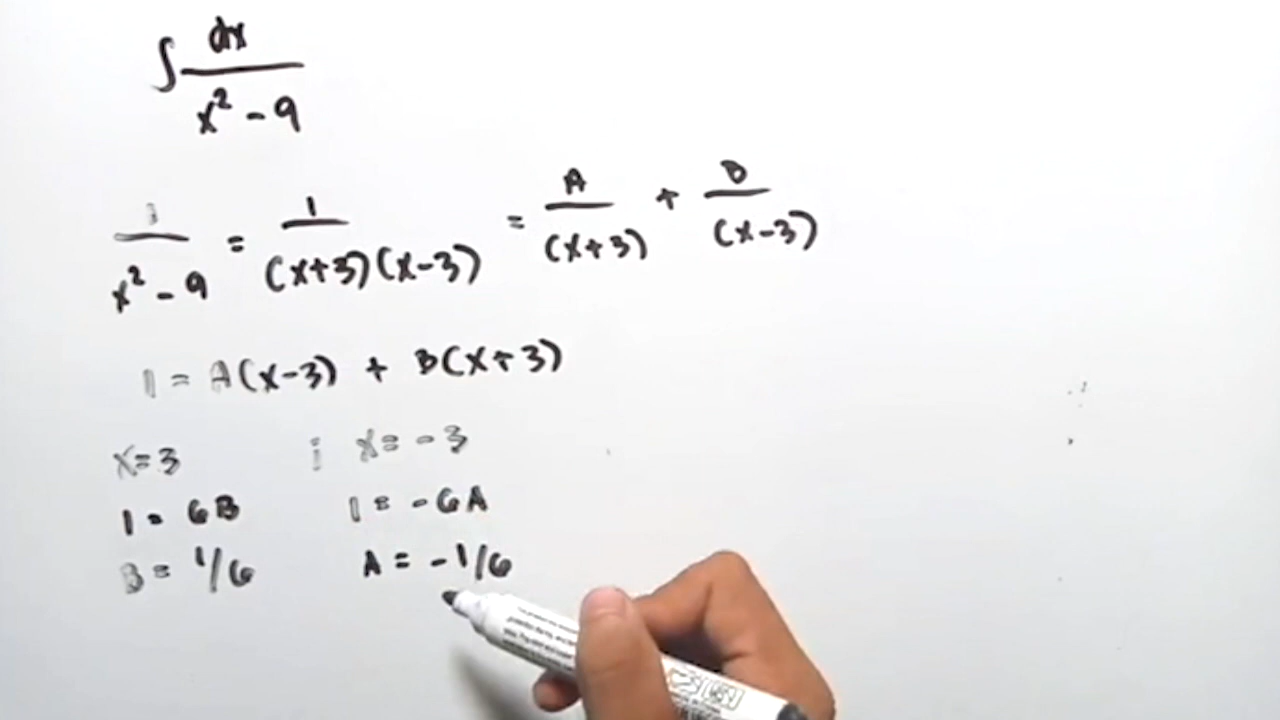 ∫ dx / (x² - 9)
1 / (x² - 9) = 1 / ((x+3)(x-3)) = A / (x+3) + B / (x-3)
1 = A(x-3) + B(x+3)
x=3 ; x= -3
1 = 6B 1 = -6A
B = 1/6 A = -1/6